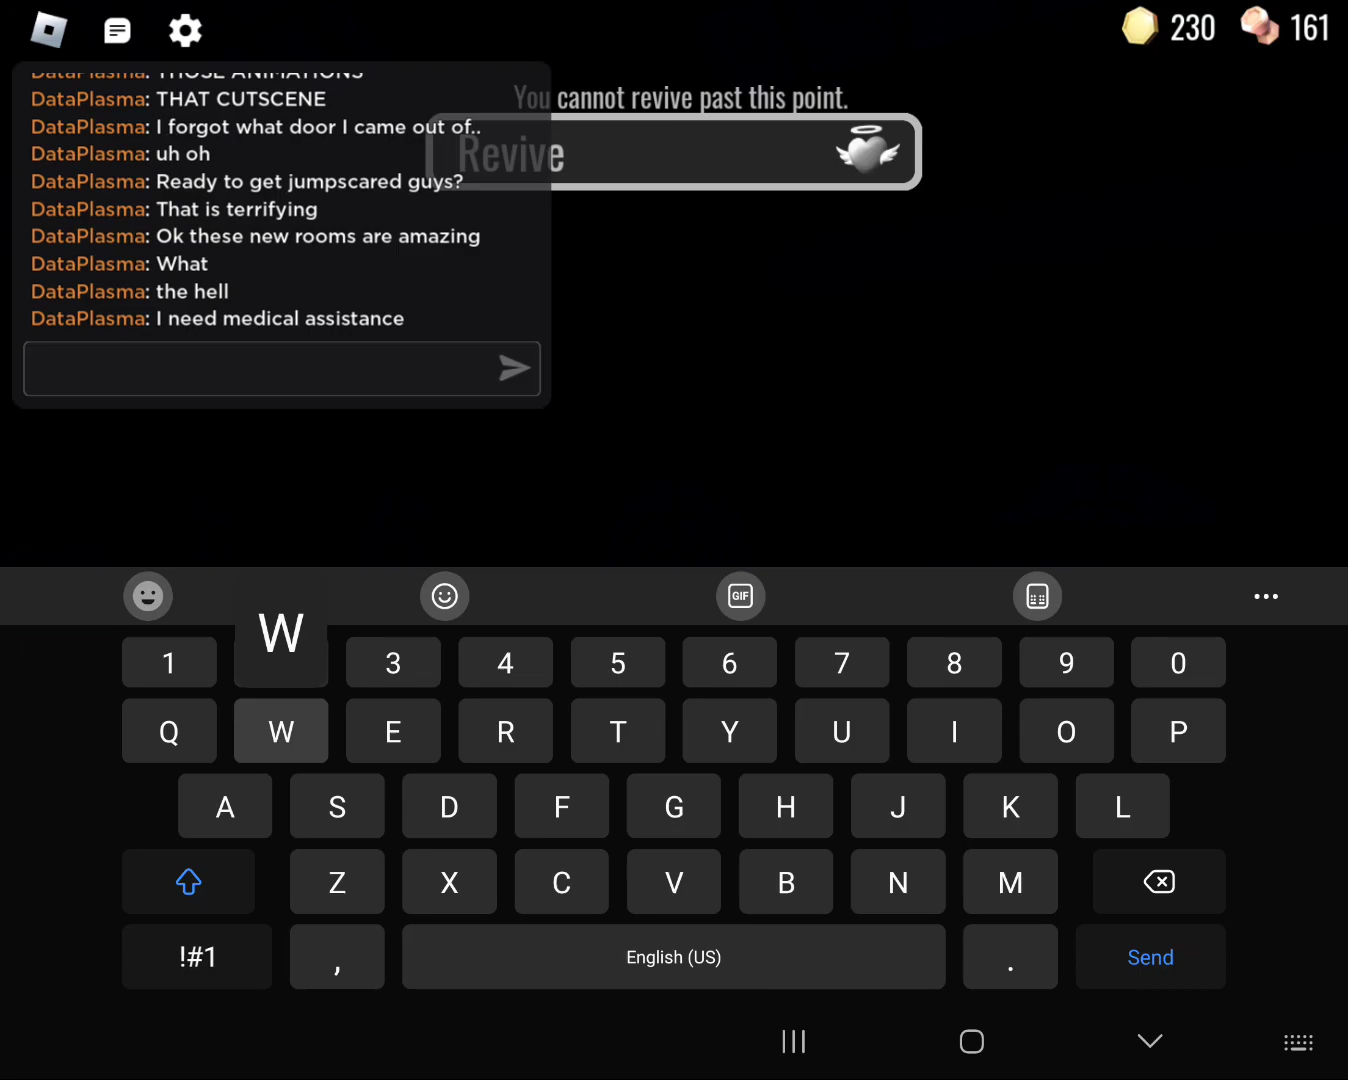 230
161
DataPlasma: THOSE ANIMATIONS
DataPlasma: THAT CUTSCENE
DataPlasma: I forgot what door I came out of..
DataPlasma: uh oh
DataPlasma: Ready to get jumpscared guys?
DataPlasma: That is terrifying
DataPlasma: Ok these new rooms are amazing
DataPlasma: What
DataPlasma: the hell
DataPlasma: I need medical assistance
You cannot revive past this point.
Revive
GIF
W
1 3 4 5 6 7 8 9 0
Q W E R T Y U I O P
A S D F G H J K L
Z X C V B N M
!#1 , English (US) . Send